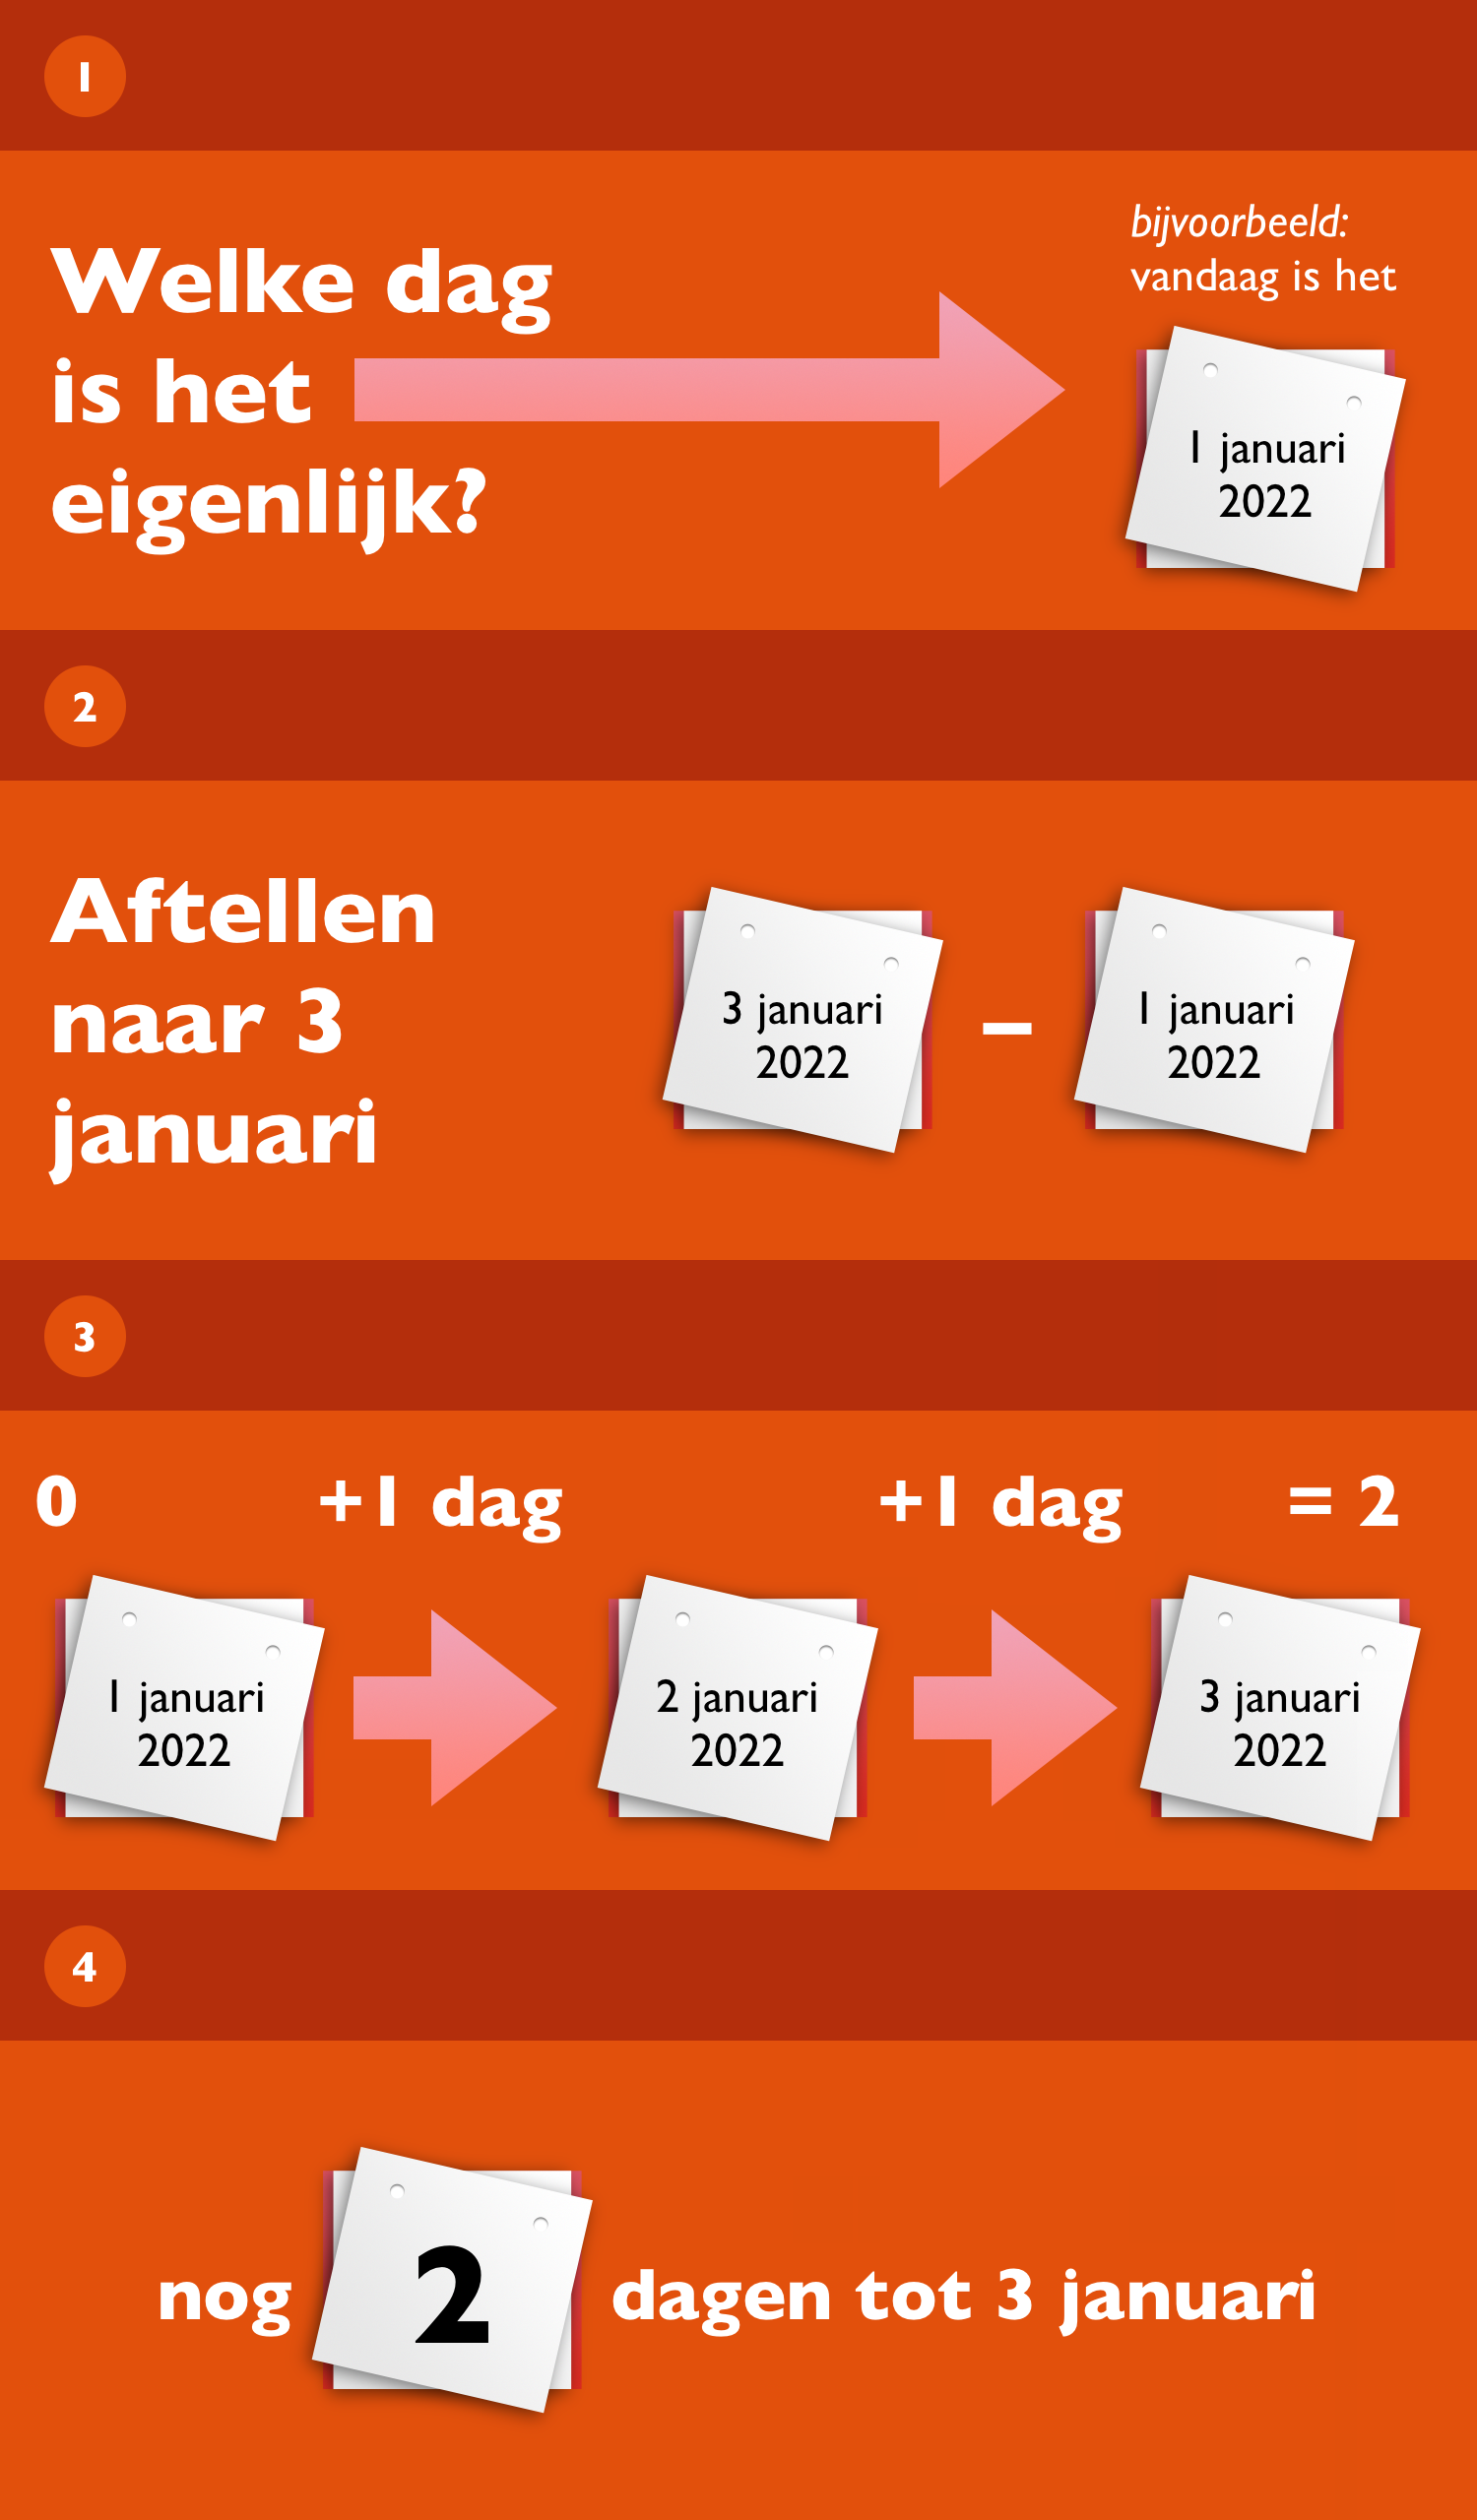 1
Welke dag
is het
eigenlijk?
bijvoorbeeld:
vandaag is het
1 januari
2022
2
Aftellen
naar 3
januari
3 januari
2022
–
1 januari
2022
3
0 +1 dag +1 dag = 2
1 januari
2022
2 januari
2022
3 januari
2022
4
nog 2 dagen tot 3 januari